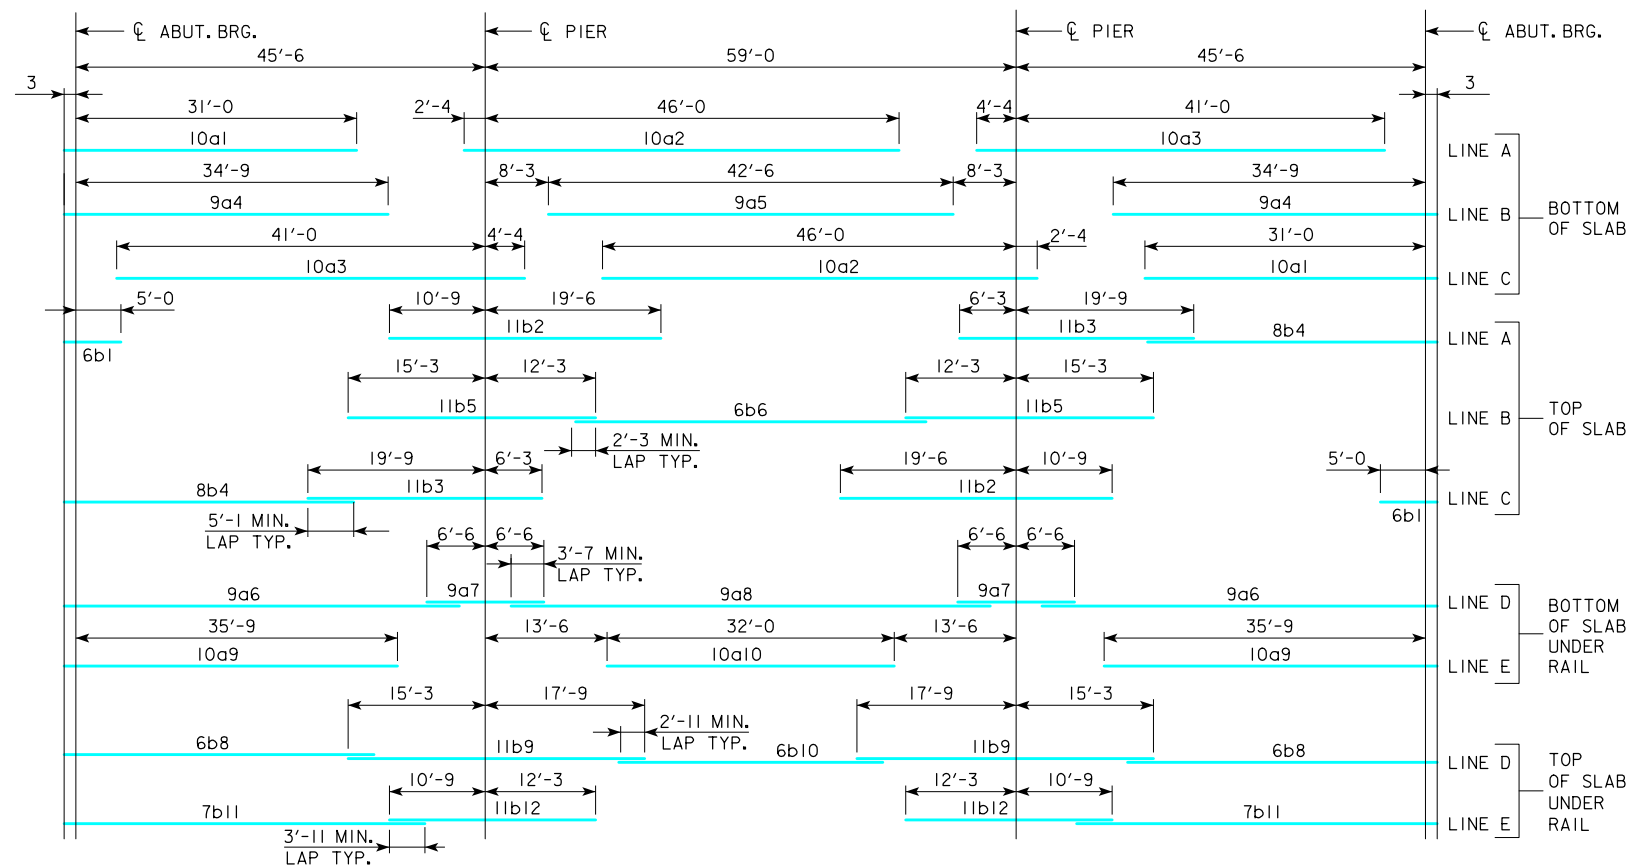 ℄ ABUT. BRG.
℄ PIER
℄ PIER
℄ ABUT. BRG.
45'-6
59'-0
45'-6
3
3
31'-0
2'-4
46'-0
4'-4
41'-0
10a1
10a2
10a3
LINE A
34'-9
8'-3
42'-6
8'-3
34'-9
9a4
9a5
9a4
LINE B
BOTTOM
OF SLAB
41'-0
4'-4
46'-0
2'-4
31'-0
10a3
10a2
10a1
LINE C
5'-0
10'-9
19'-6
6'-3
19'-9
6b1
11b2
11b3
8b4
LINE A
15'-3
12'-3
12'-3
15'-3
11b5
6b6
11b5
LINE B
TOP
OF SLAB
2'-3 MIN.
LAP TYP.
19'-9
6'-3
19'-6
10'-9
5'-0
8b4
11b3
11b2
6b1
LINE C
5'-1 MIN.
LAP TYP.
6'-6
6'-6
6'-6
6'-6
3'-7 MIN.
LAP TYP.
9a6
9a7
9a8
9a7
9a6
LINE D
BOTTOM
OF SLAB
UNDER
RAIL
35'-9
13'-6
32'-0
13'-6
35'-9
10a9
10a10
10a9
LINE E
15'-3
17'-9
17'-9
15'-3
2'-11 MIN.
LAP TYP.
6b8
11b9
6b10
11b9
6b8
LINE D
TOP
OF SLAB
UNDER
RAIL
10'-9
12'-3
12'-3
10'-9
7b11
11b12
11b12
7b11
LINE E
3'-11 MIN.
LAP TYP.